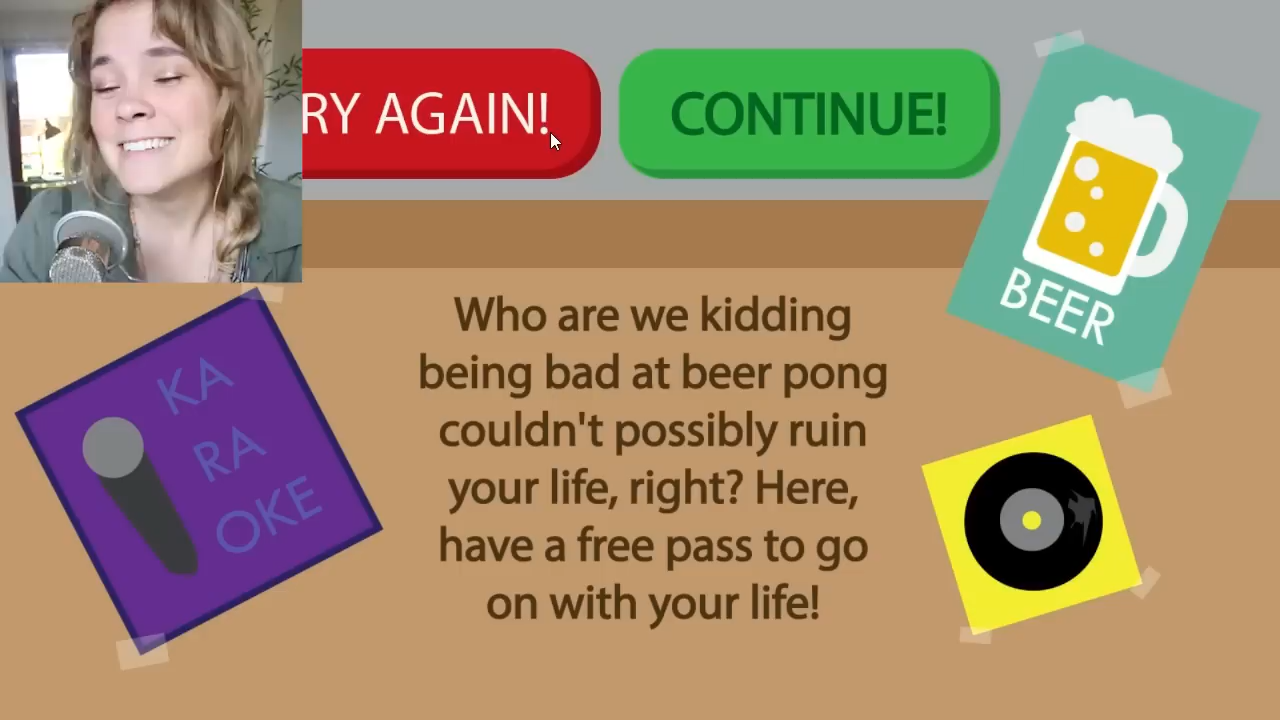 RY AGAIN!
CONTINUE!
BEER
KA
RA
OKE
Who are we kidding
being bad at beer pong
couldn't possibly ruin
your life, right? Here,
have a free pass to go
on with your life!